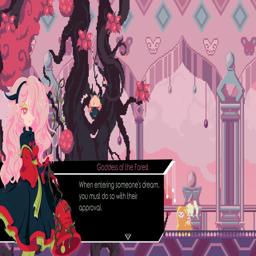 Goddess of the Forest
When entering someone's dream,
you must do so with their
approval.